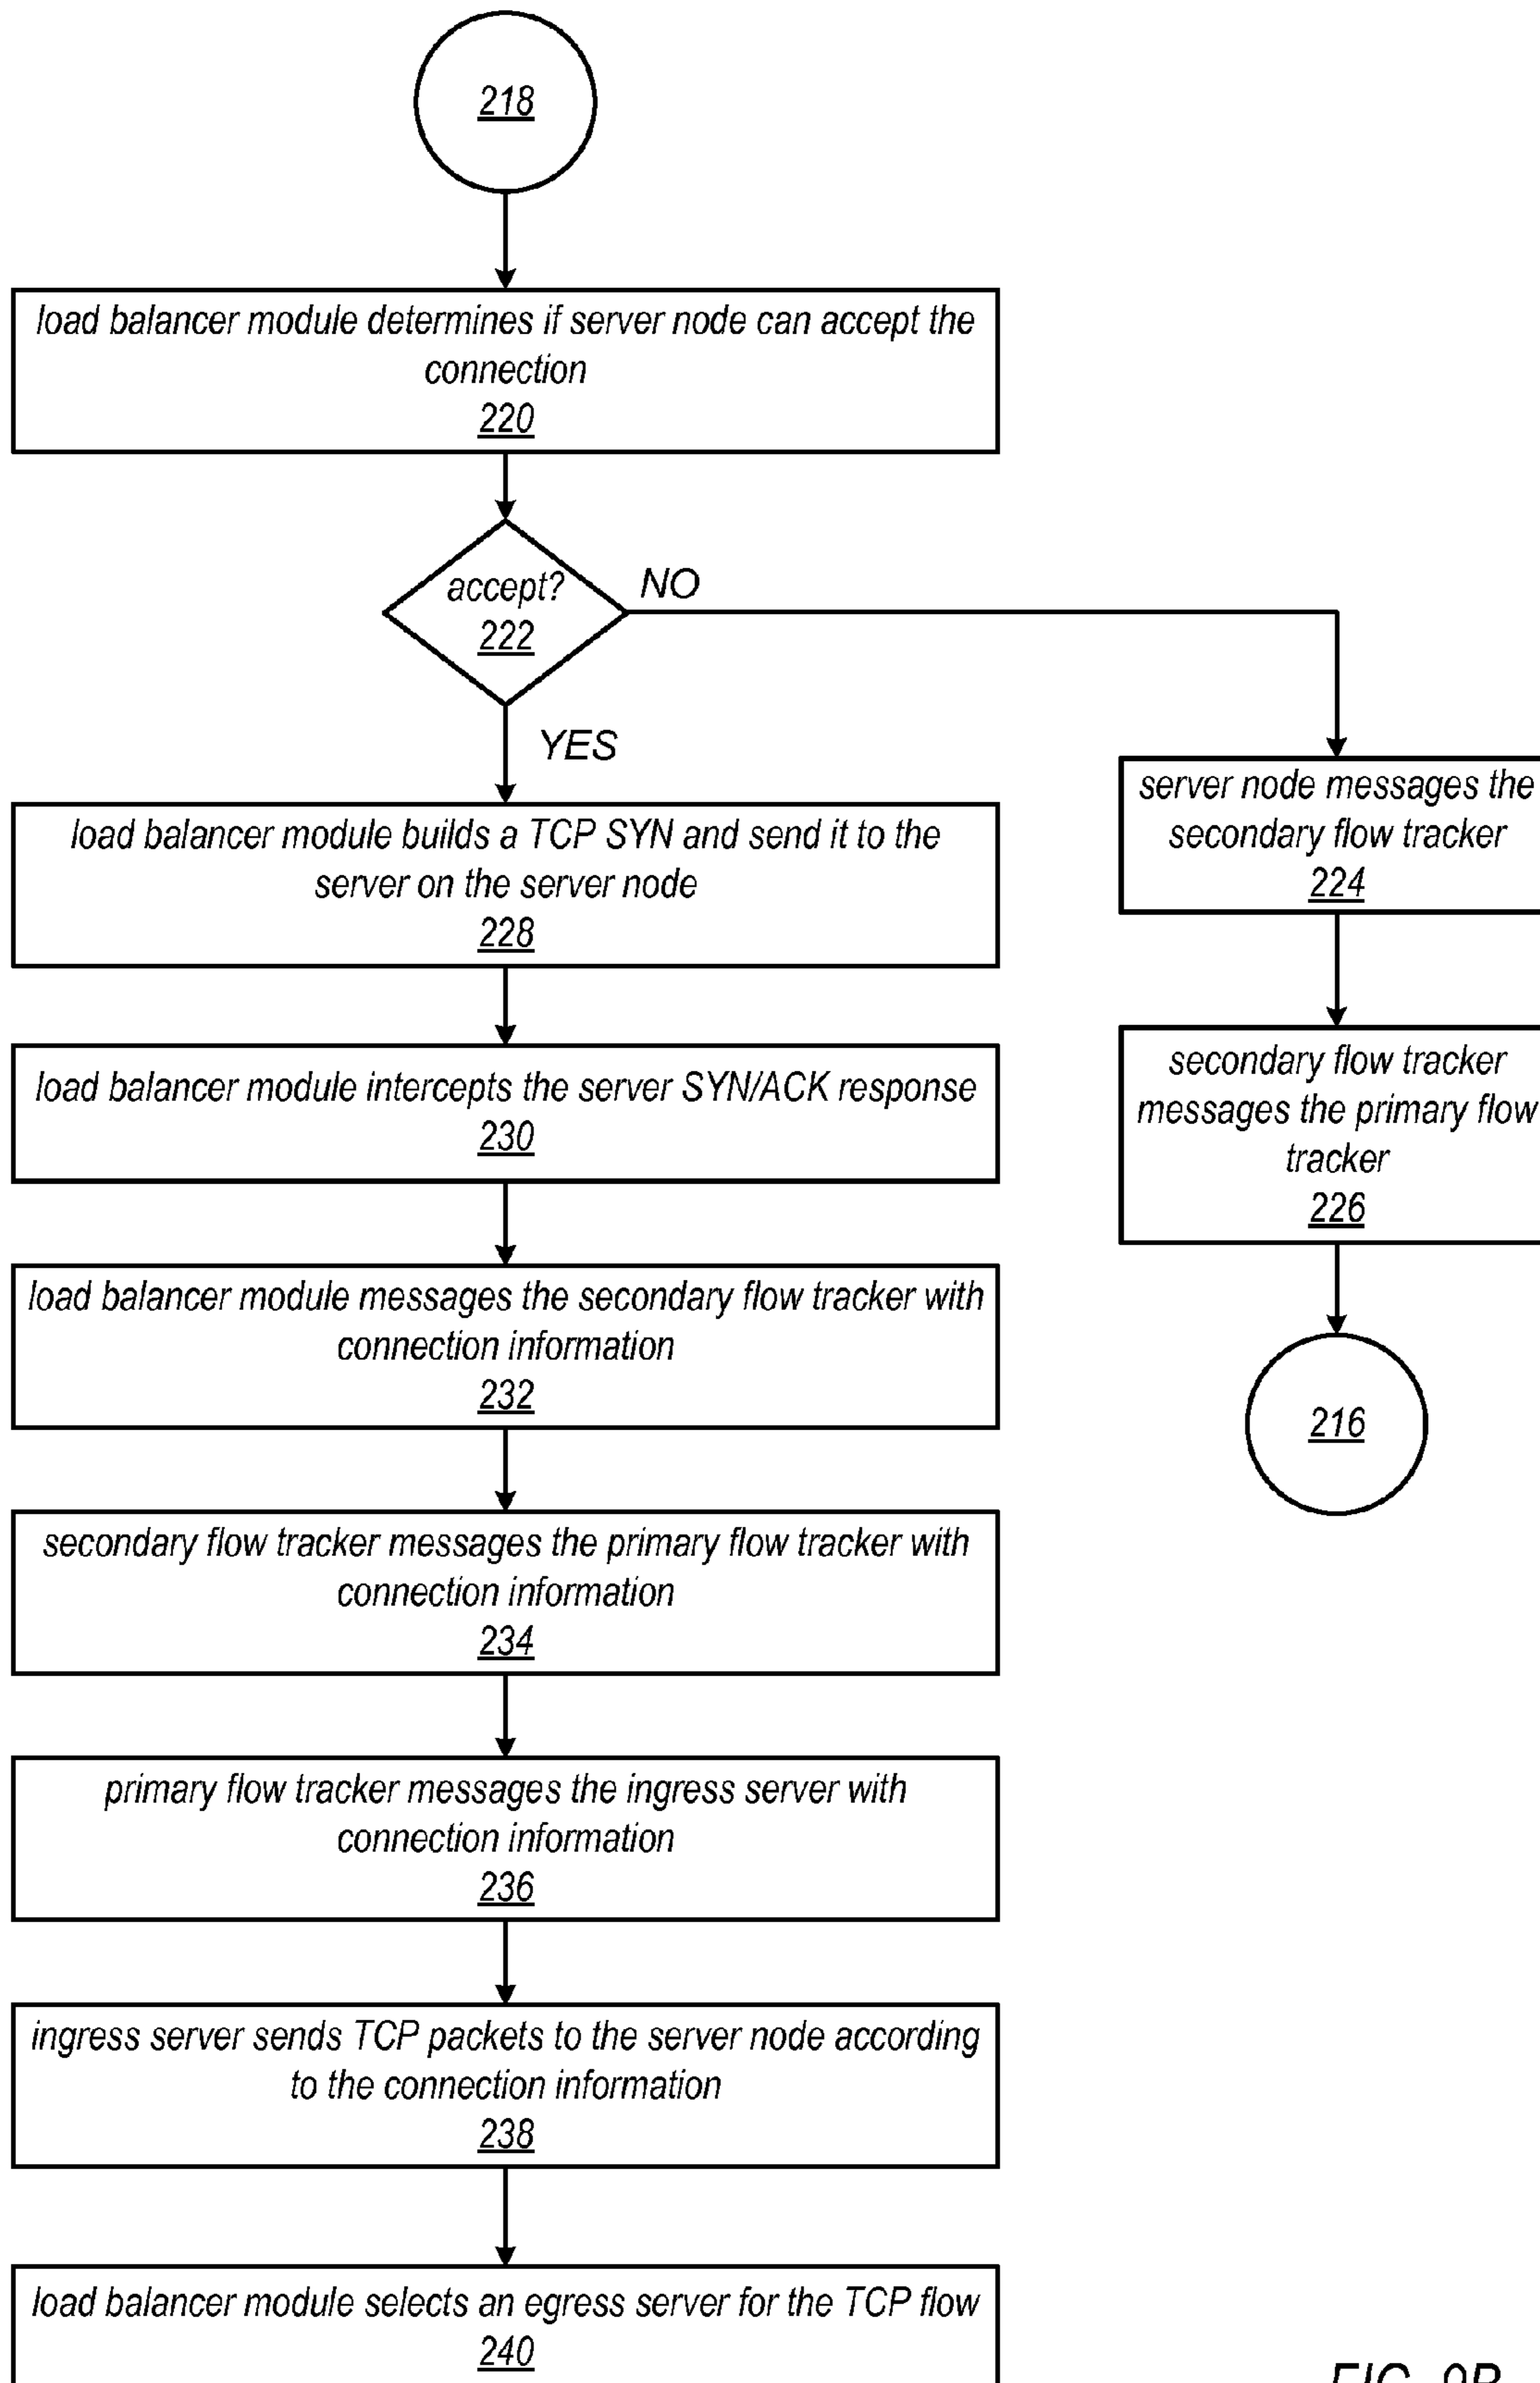 218
load balancer module determines if server node can accept the
connection
220
accept?
222
NO
YES
server node messages the
secondary flow tracker
224
load balancer module builds a TCP SYN and send it to the
server on the server node
228
secondary flow tracker
messages the primary flow
tracker
226
load balancer module intercepts the server SYN/ACK response
230
216
load balancer module messages the secondary flow tracker with
connection information
232
secondary flow tracker messages the primary flow tracker with
connection information
234
primary flow tracker messages the ingress server with
connection information
236
ingress server sends TCP packets to the server node according
to the connection information
238
load balancer module selects an egress server for the TCP flow
240